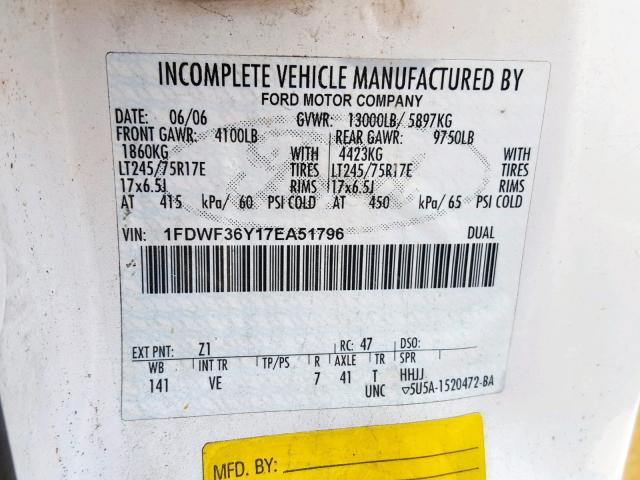 INCOMPLETE VEHICLE MANUFACTURED BY
FORD MOTOR COMPANY
DATE: 06/06 GVWR: 13000LB/ 5897KG
FRONT GAWR: 4100LB REAR GAWR: 9750LB
1860KG WITH 4423KG WITH
LT245/75R17E TIRES LT245/75R17E TIRES
17x6.5J RIMS 17x6.5J RIMS
AT 415 kPa/ 60 PSI COLD AT 450 kPa/ 65 PSI COLD
VIN: 1FDWF36Y17EA51796 DUAL
EXT PNT: Z1 RC: 47 DSO:
WB INT TR TP/PS R AXLE TR SPR
141 VE 7 41 T HHJJ
UNC ▽5U5A-1520472-BA
MFD. BY: